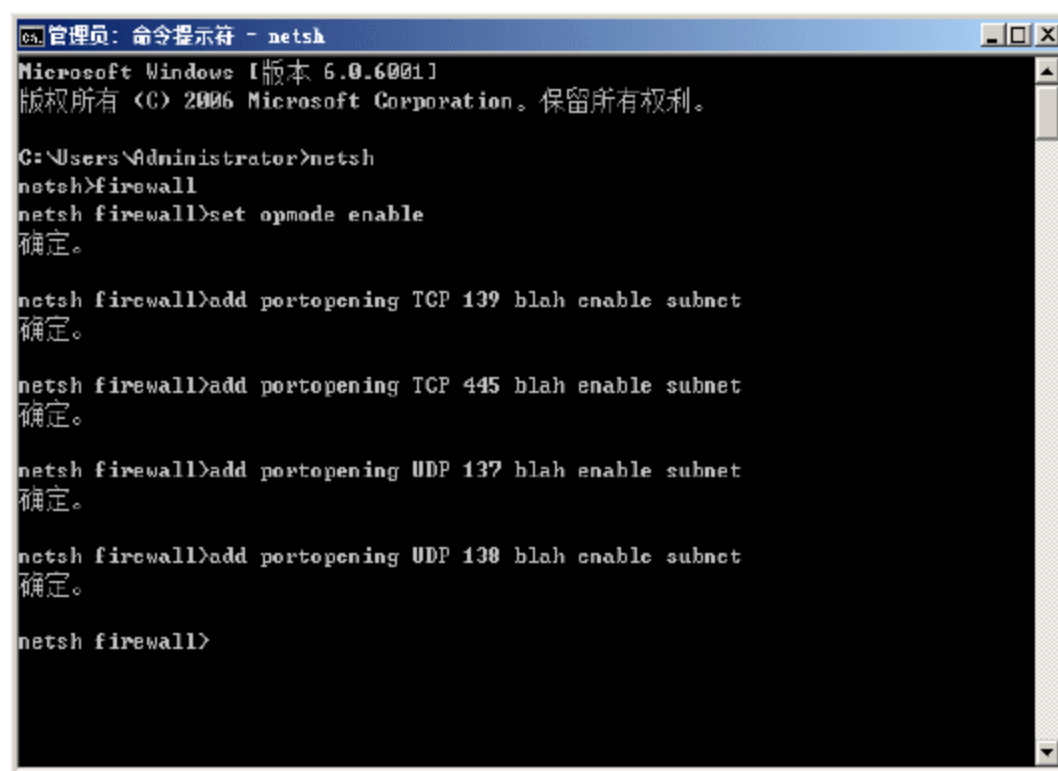 管理员: 命令提示符 - netsh
Microsoft Windows [版本 6.0.6001]
版权所有 (C) 2006 Microsoft Corporation。保留所有权利。
C:\Users\Administrator>netsh
netsh>firewall
netsh firewall>set opmode enable
确定。
netsh firewall>add portopening TCP 139 blah enable subnet
确定。
netsh firewall>add portopening TCP 445 blah enable subnet
确定。
netsh firewall>add portopening UDP 137 blah enable subnet
确定。
netsh firewall>add portopening UDP 138 blah enable subnet
确定。
netsh firewall>